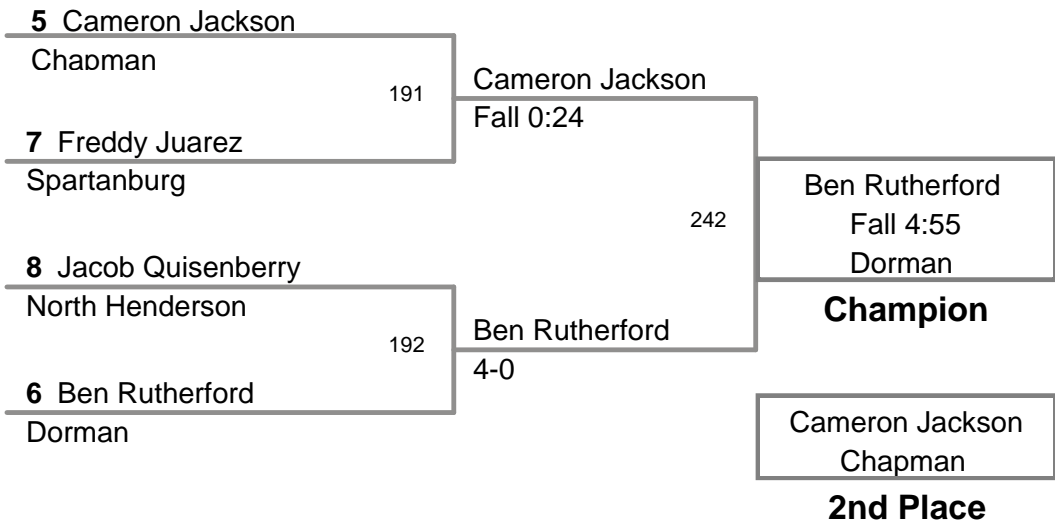 5 Cameron Jackson
Chapman
191
7 Freddy Juarez
Spartanburg
Cameron Jackson
Fall 0:24
8 Jacob Quisenberry
North Henderson
192
6 Ben Rutherford
Dorman
Ben Rutherford
4-0
242
Ben Rutherford
Fall 4:55
Dorman
Champion
Cameron Jackson
Chapman
2nd Place